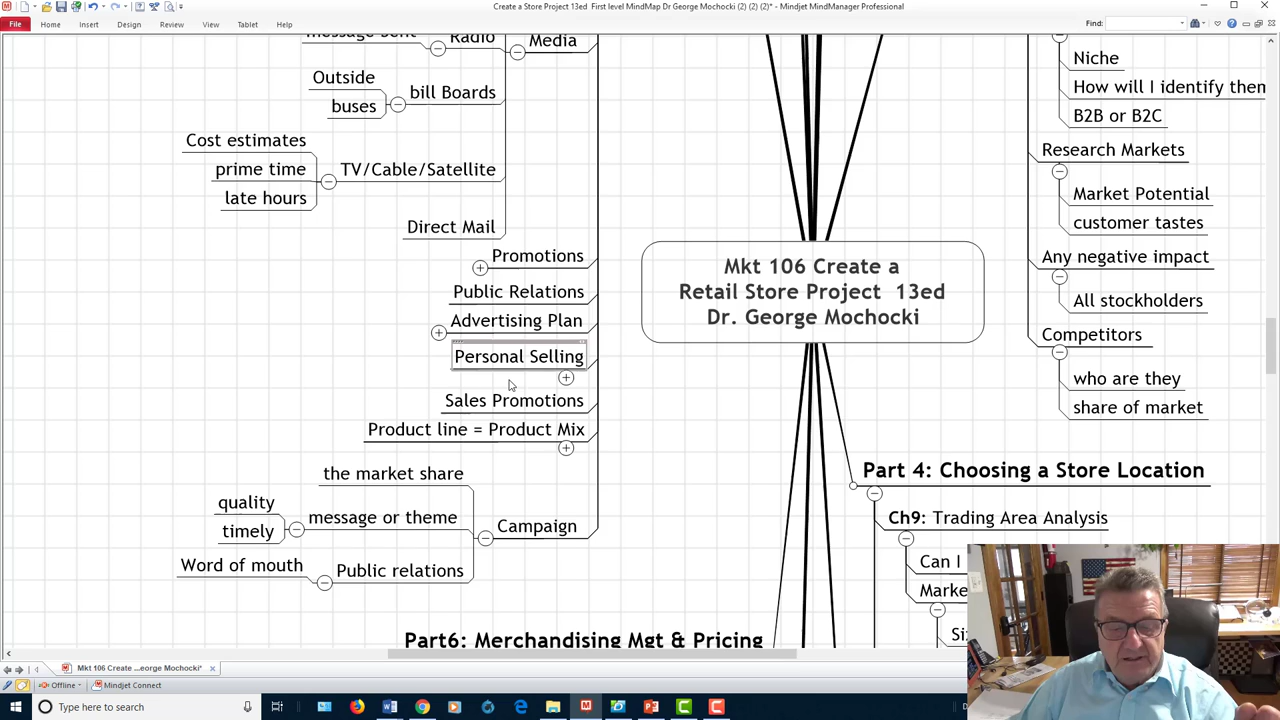 Create a Store Project 13ed First level MindMap Dr George Mochocki (2) (2) (2)* - Mindjet MindManager Professional
File Home Insert Design Review View Tablet Help Find:
message sent
Radio
Media
Outside
buses
bill Boards
Cost estimates
prime time
late hours
TV/Cable/Satellite
Direct Mail
Promotions
Public Relations
Advertising Plan
Personal Selling
Sales Promotions
Product line = Product Mix
the market share
quality
timely
message or theme
Campaign
Word of mouth
Public relations
Part6: Merchandising Mgt & Pricing
Mkt 106 Create a
Retail Store Project 13ed
Dr. George Mochocki
Niche
How will I identify them
B2B or B2C
Research Markets
Market Potential
customer tastes
Any negative impact
All stockholders
Competitors
who are they
share of market
Part 4: Choosing a Store Location
Ch9: Trading Area Analysis
Can I
Marke
Si
Mkt 106 Create ...eorge Mochocki*
Offline Mindjet Connect
Type here to search